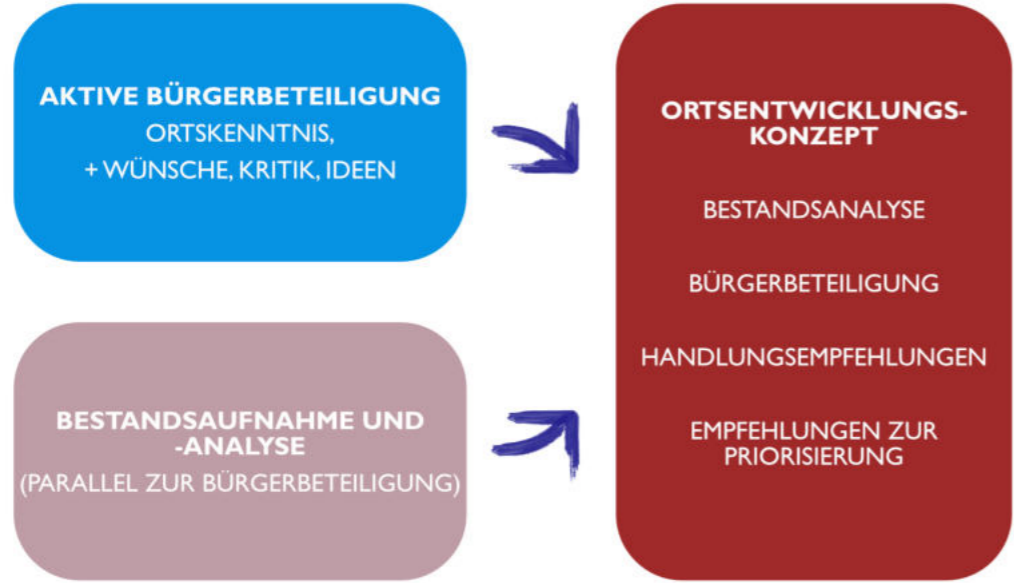 AKTIVE BÜRGERBETEILIGUNG
ORTSKENNTNIS,
+ WÜNSCHE, KRITIK, IDEEN
BESTANDSAUFNAHME UND
-ANALYSE
(PARALLEL ZUR BÜRGERBETEILIGUNG)
ORTSENTWICKLUNGS-
KONZEPT
BESTANDSANALYSE
BÜRGERBETEILIGUNG
HANDLUNGSEMPFEHLUNGEN
EMPFEHLUNGEN ZUR
PRIORISIERUNG